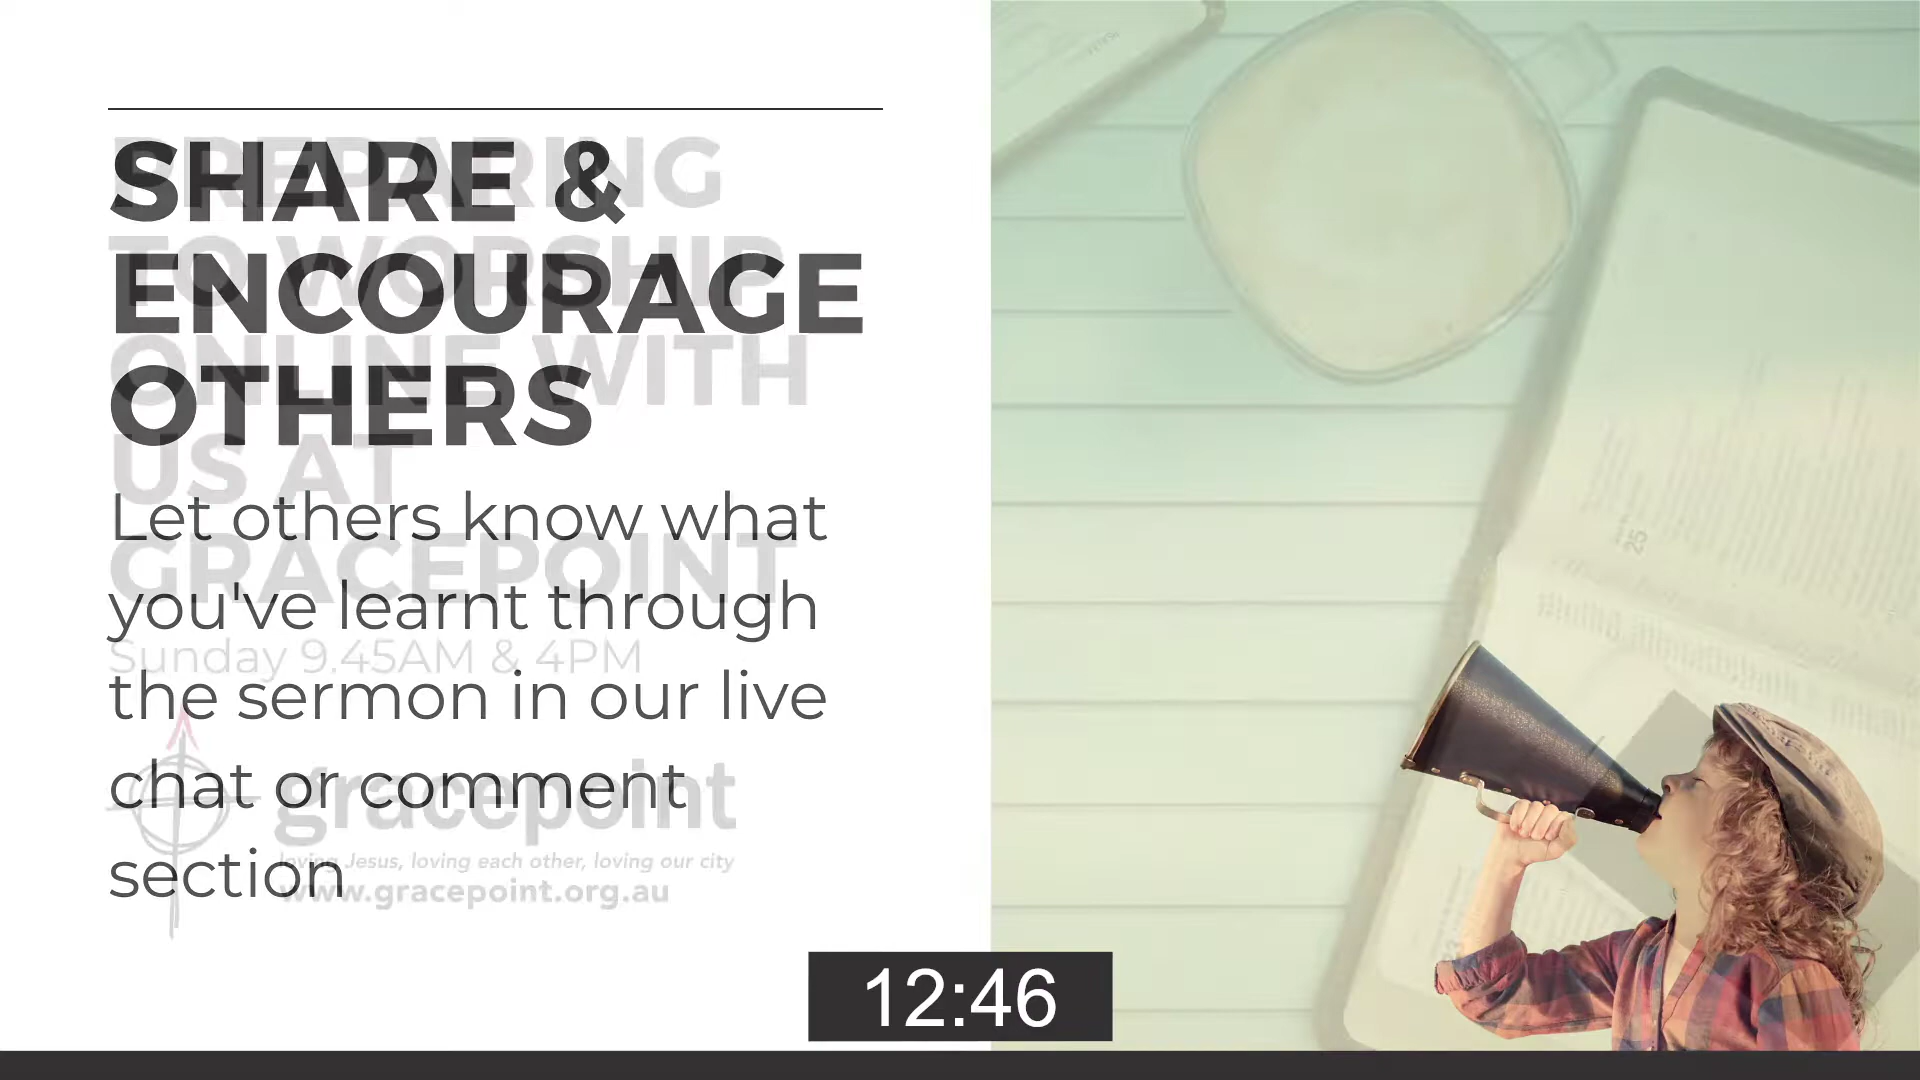 SHARE &
ENCOURAGE
OTHERS
Let others know what
you've learnt through
the sermon in our live
chat or comment
section
PREPARING
TO WORSHIP
ONLINE WITH
US AT
GRACEPOINT
Sunday 9.45AM & 4PM
gracepoint
loving Jesus, loving each other, loving our city
www.gracepoint.org.au
12:46